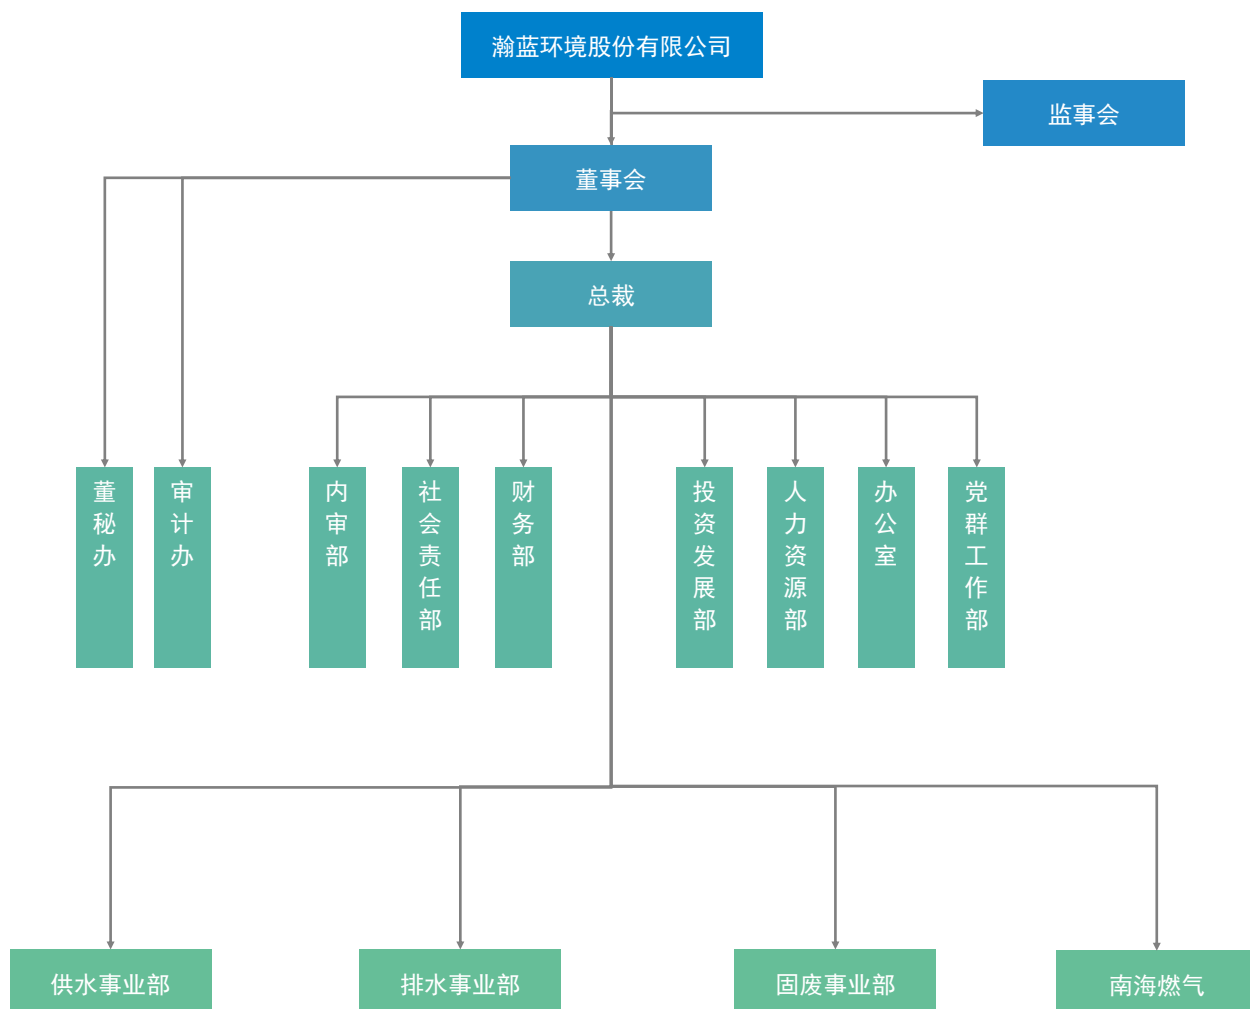 瀚蓝环境股份有限公司
监事会
董事会
总裁
董秘办
审计办
内审部
社会责任部
财务部
投资发展部
人力资源部
办公室
党群工作部
供水事业部
排水事业部
固废事业部
南海燃气